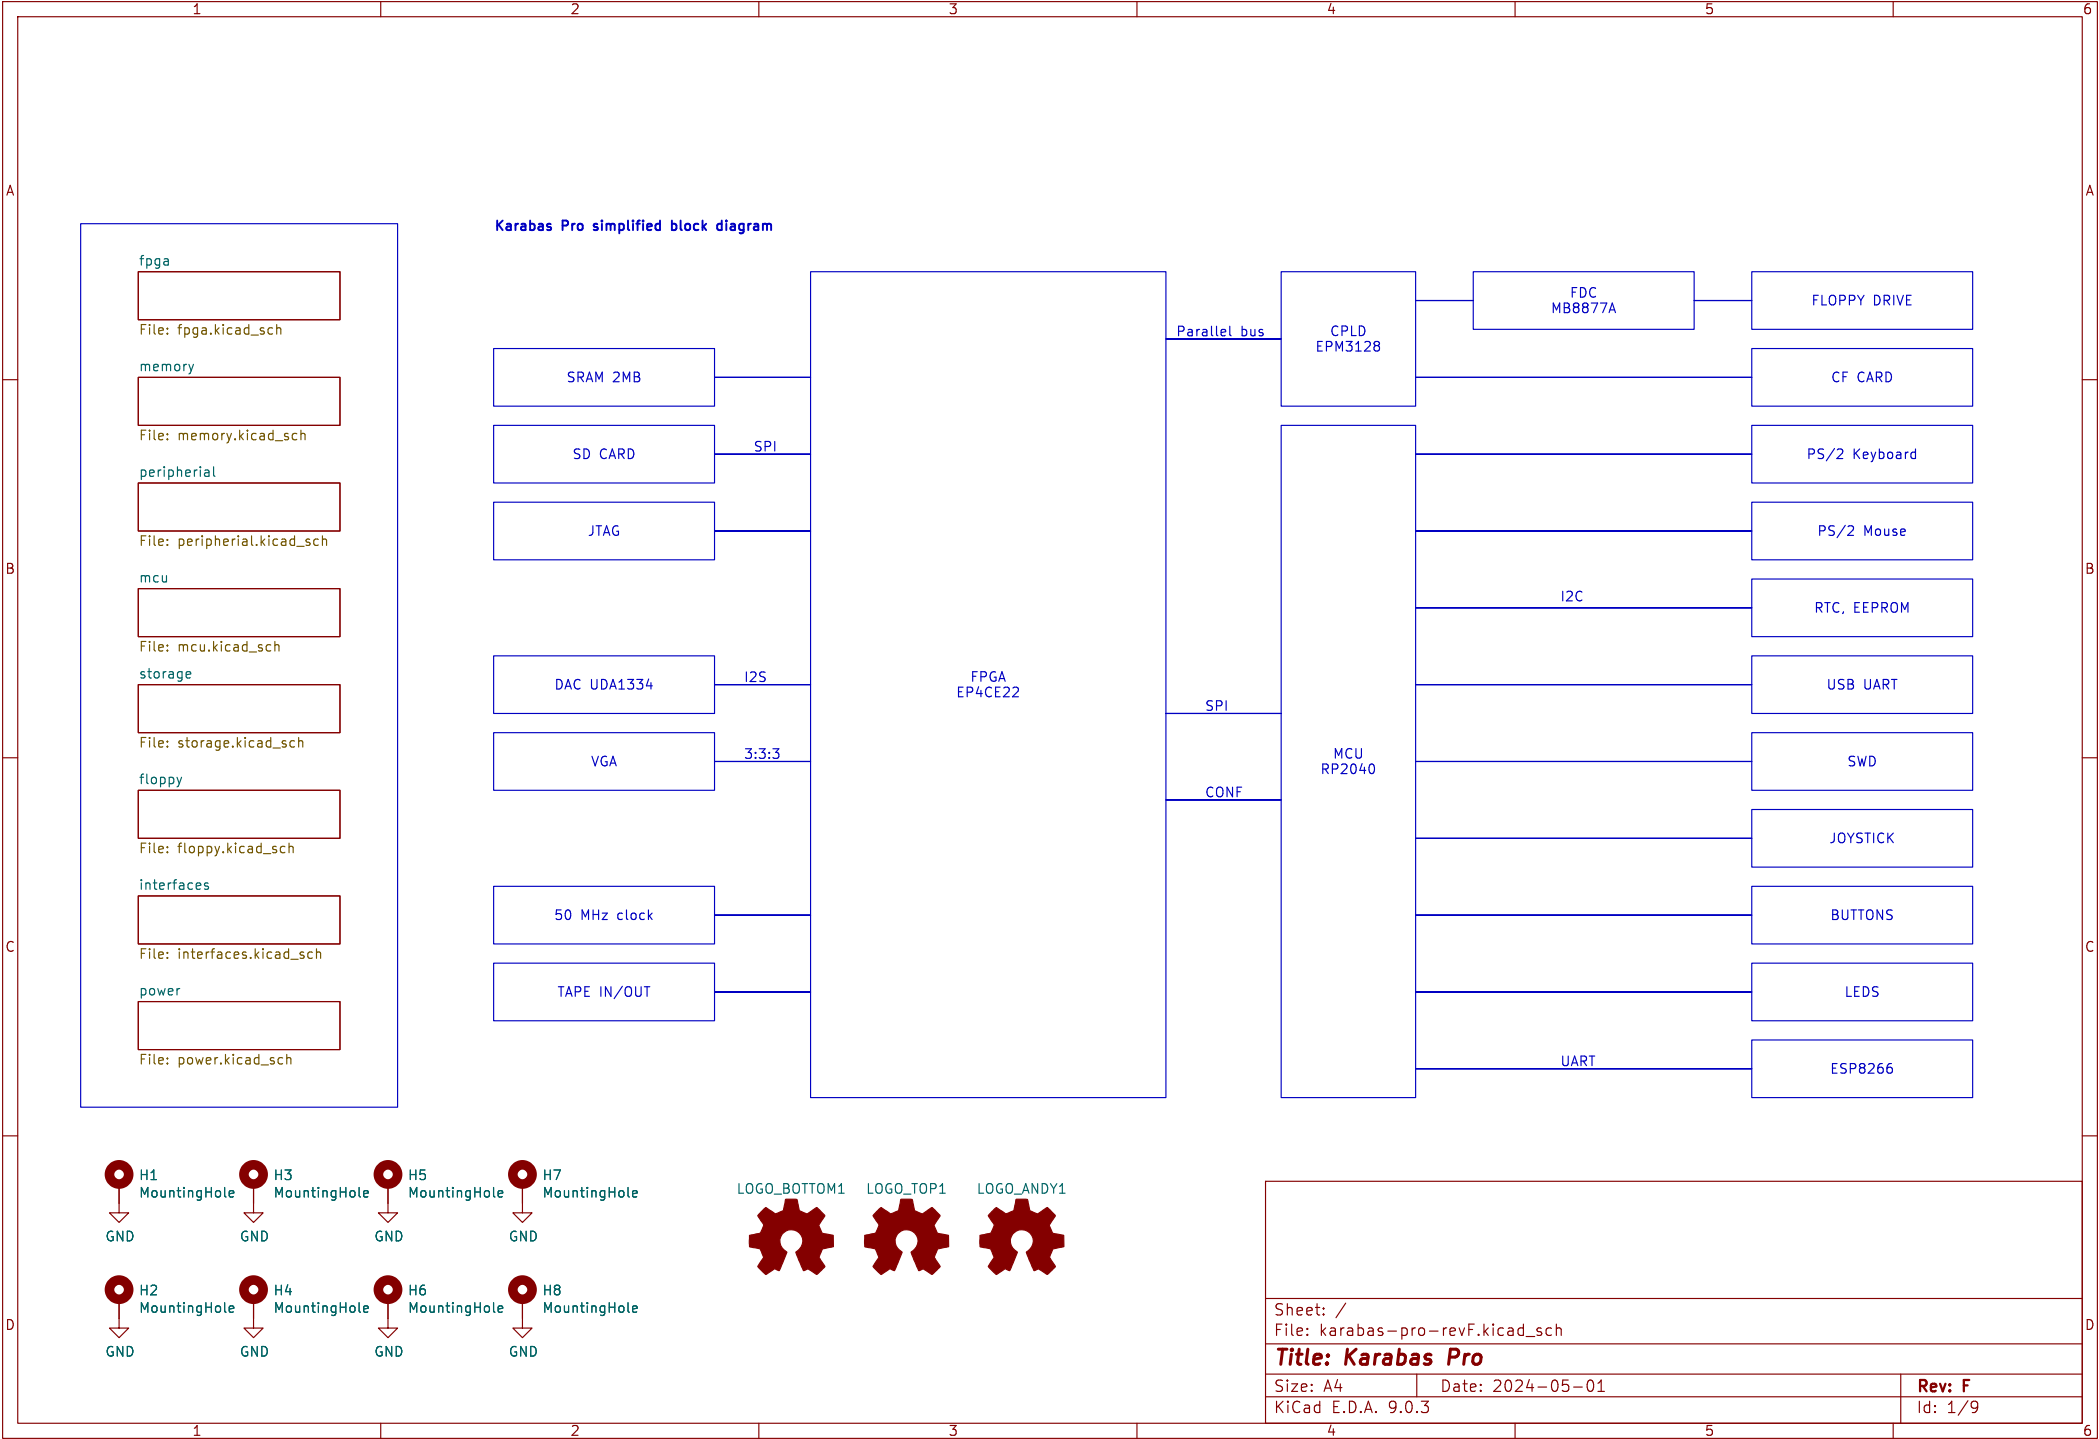 1
2
3
4
5
6
A
A
B
B
C
C
D
D
Karabas Pro simplified block diagram
fpga
File: fpga.kicad_sch
memory
File: memory.kicad_sch
peripherial
File: peripherial.kicad_sch
mcu
File: mcu.kicad_sch
storage
File: storage.kicad_sch
floppy
File: floppy.kicad_sch
interfaces
File: interfaces.kicad_sch
power
File: power.kicad_sch
SRAM 2MB
SD CARD
SPI
JTAG
DAC UDA1334
I2S
VGA
3:3:3
50 MHz clock
TAPE IN/OUT
FPGA
EP4CE22
Parallel bus
SPI
CONF
CPLD
EPM3128
MCU
RP2040
FDC
MB8877A
FLOPPY DRIVE
CF CARD
PS/2 Keyboard
PS/2 Mouse
I2C
RTC, EEPROM
USB UART
SWD
JOYSTICK
BUTTONS
LEDS
UART
ESP8266
H1
MountingHole
GND
H3
MountingHole
GND
H5
MountingHole
GND
H7
MountingHole
GND
H2
MountingHole
GND
H4
MountingHole
GND
H6
MountingHole
GND
H8
MountingHole
GND
LOGO_BOTTOM1
LOGO_TOP1
LOGO_ANDY1
Sheet: /
File: karabas-pro-revF.kicad_sch
Title: Karabas Pro
Size: A4
Date: 2024-05-01
Rev: F
KiCad E.D.A. 9.0.3
Id: 1/9
1
2
3
4
5
6